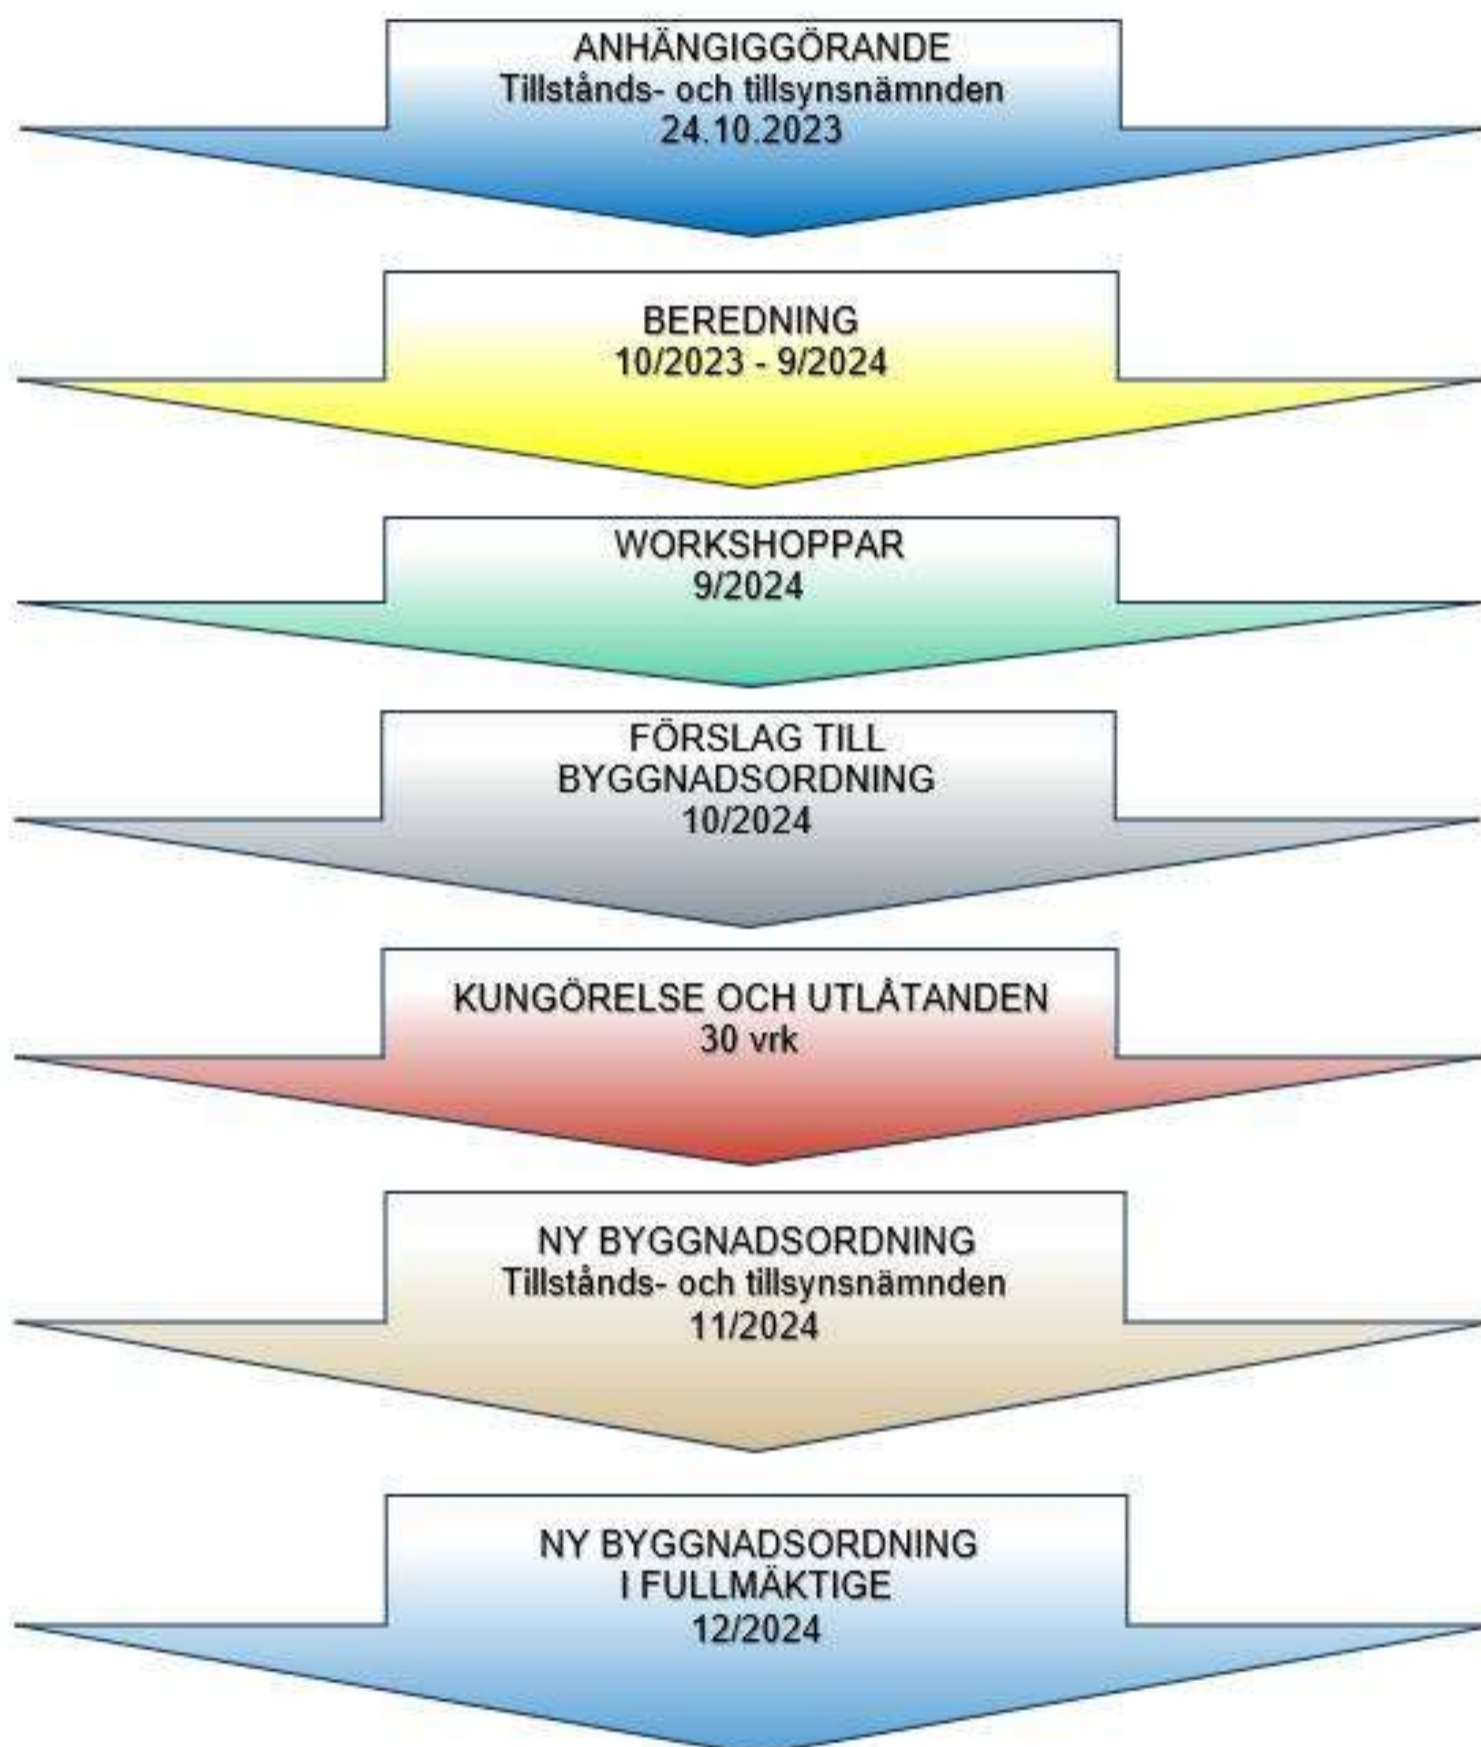 ANHÄNGIGGÖRANDE
Tillstånds- och tillsynsnämnden
24.10.2023
BEREDNING
10/2023 - 9/2024
WORKSHOPPAR
9/2024
FÖRSLAG TILL
BYGGNADSORDNING
10/2024
KUNGÖRELSE OCH UTLÅTANDEN
30 vrk
NY BYGGNADSORDNING
Tillstånds- och tillsynsnämnden
11/2024
NY BYGGNADSORDNING
I FULLMÄKTIGE
12/2024